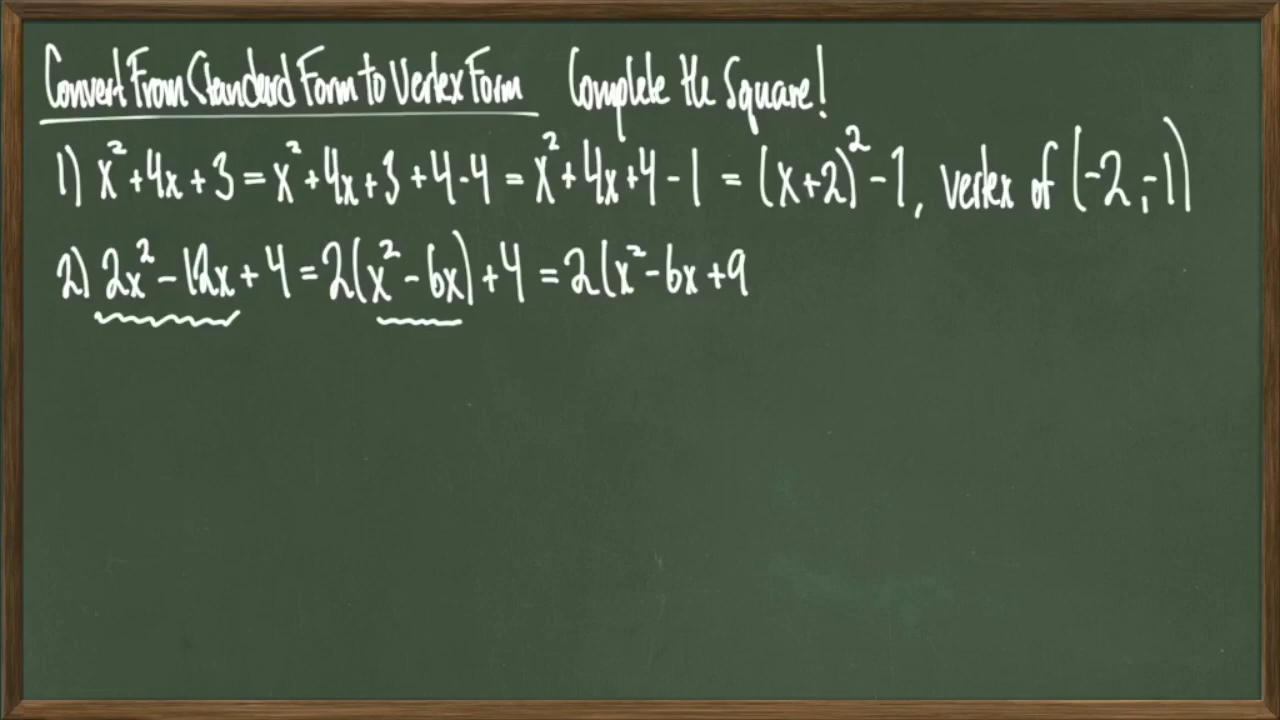 Convert From Standard Form to Vertex Form Complete the Square!
1) x² + 4x + 3 = x² + 4x + 3 + 4 - 4 = x² + 4x + 4 - 1 = (x + 2)² - 1, vertex of (-2, -1)
2) 2x² - 12x + 4 = 2(x² - 6x) + 4 = 2(x² - 6x + 9